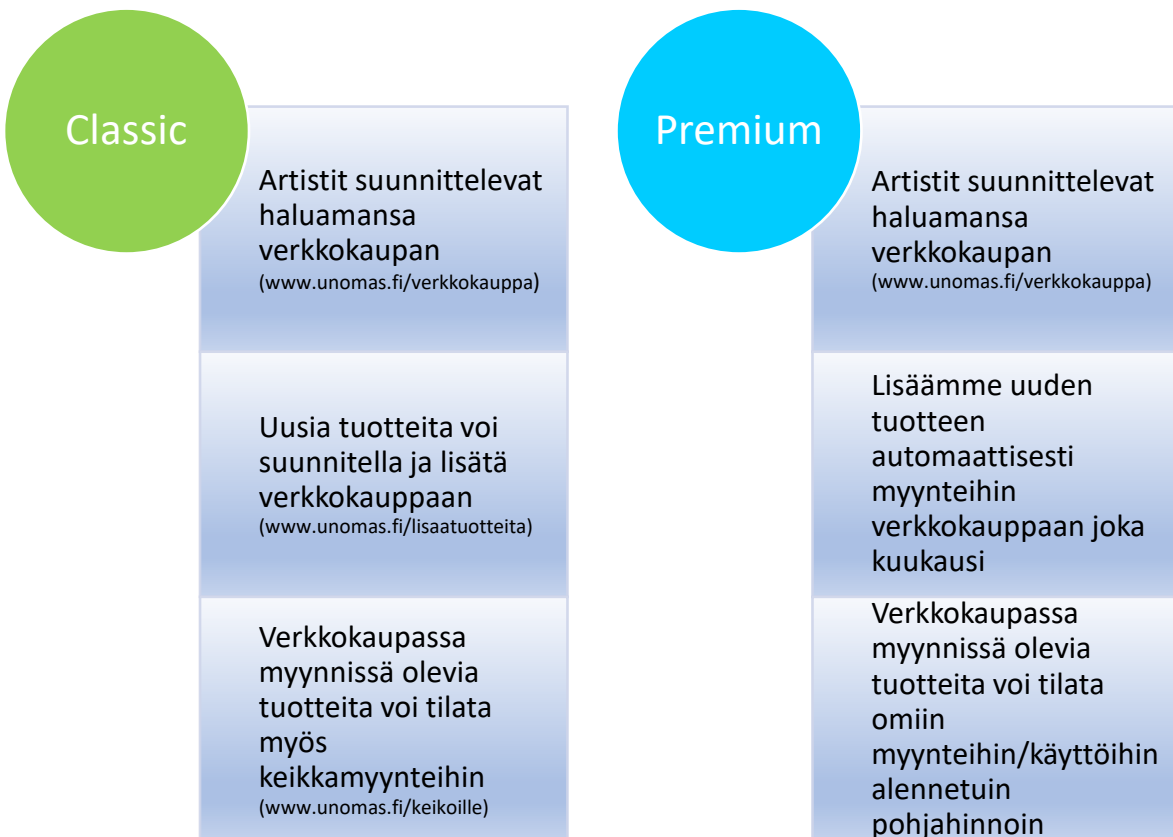 Classic
Artistit suunnittelevat
haluamansa
verkkokaupan
(www.unomas.fi/verkkokauppa)
Uusia tuotteita voi
suunnitella ja lisätä
verkkokauppaan
(www.unomas.fi/lisaatuotteita)
Verkkokaupassa
myynnissä olevia
tuotteita voi tilata
myös
keikkamyynteihin
(www.unomas.fi/keikoille)
Premium
Artistit suunnittelevat
haluamansa
verkkokaupan
(www.unomas.fi/verkkokauppa)
Lisäämme uuden
tuotteen
automaattisesti
myynteihin
verkkokauppaan joka
kuukausi
Verkkokaupassa
myynnissä olevia
tuotteita voi tilata
omiin
myynteihin/käyttöihin
alennetuin
pohjahinnoin